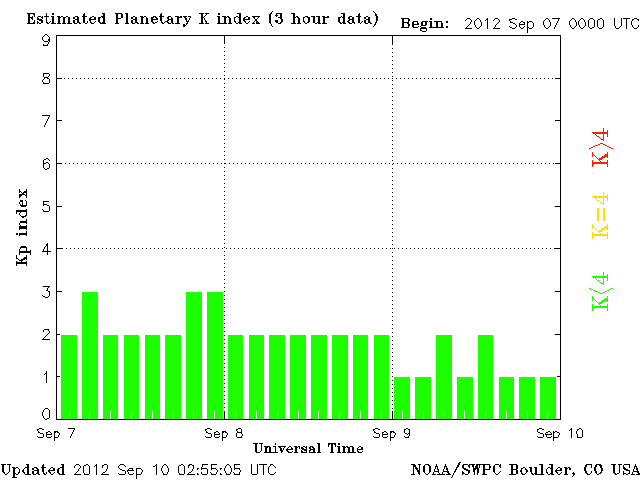 Estimated Planetary K index (3 hour data) Begin: 2012 Sep 07 0000 UTC
9
8
7
6
5
4
3
2
1
0
Kp index
K>4
K=4
K<4
Sep 7 Sep 8 Sep 9 Sep 10
Universal Time
Updated 2012 Sep 10 02:55:05 UTC NOAA/SWPC Boulder, CO USA